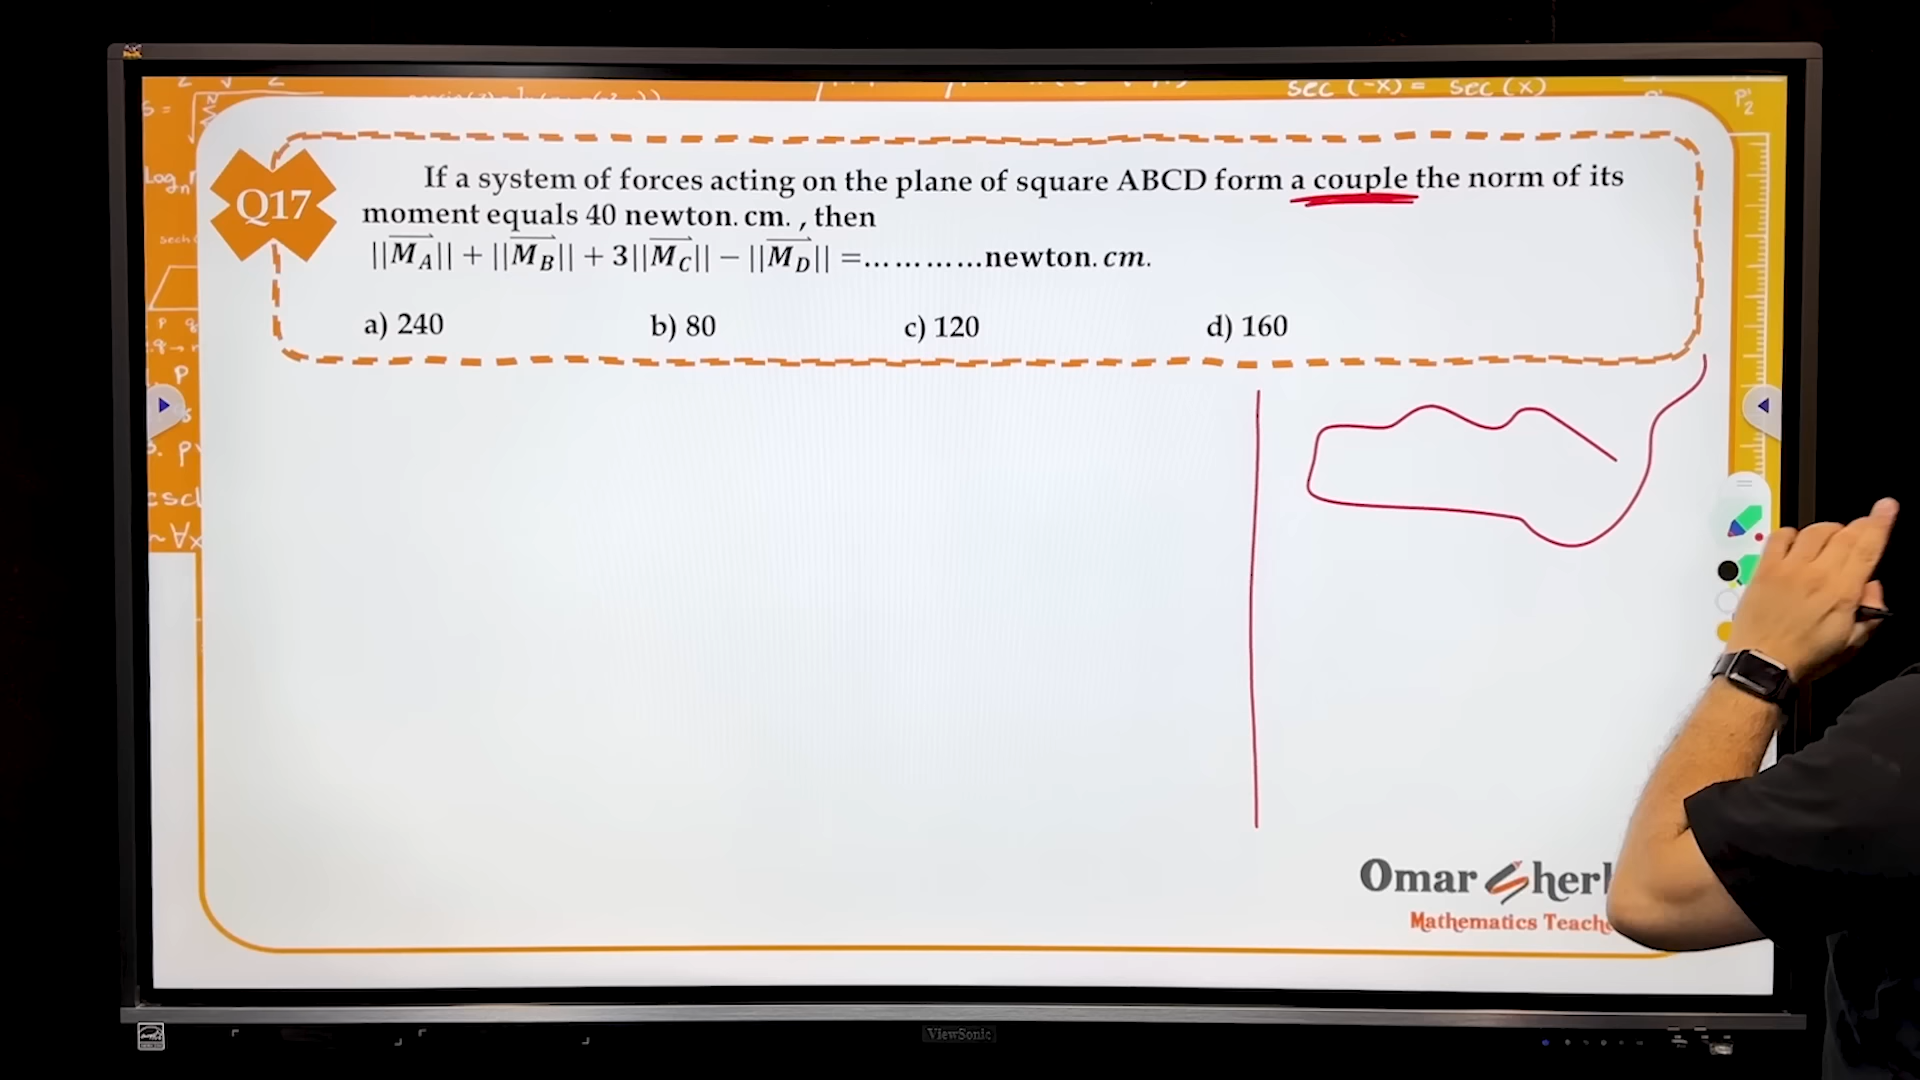 sec (-x) = sec (x)
Q17
If a system of forces acting on the plane of square ABCD form a couple the norm of its
moment equals 40 newton. cm. , then
||M_A|| + ||M_B|| + 3||M_C|| − ||M_D|| =............newton. cm.
a) 240 b) 80 c) 120 d) 160
Omar Sher
Mathematics Teach
ViewSonic